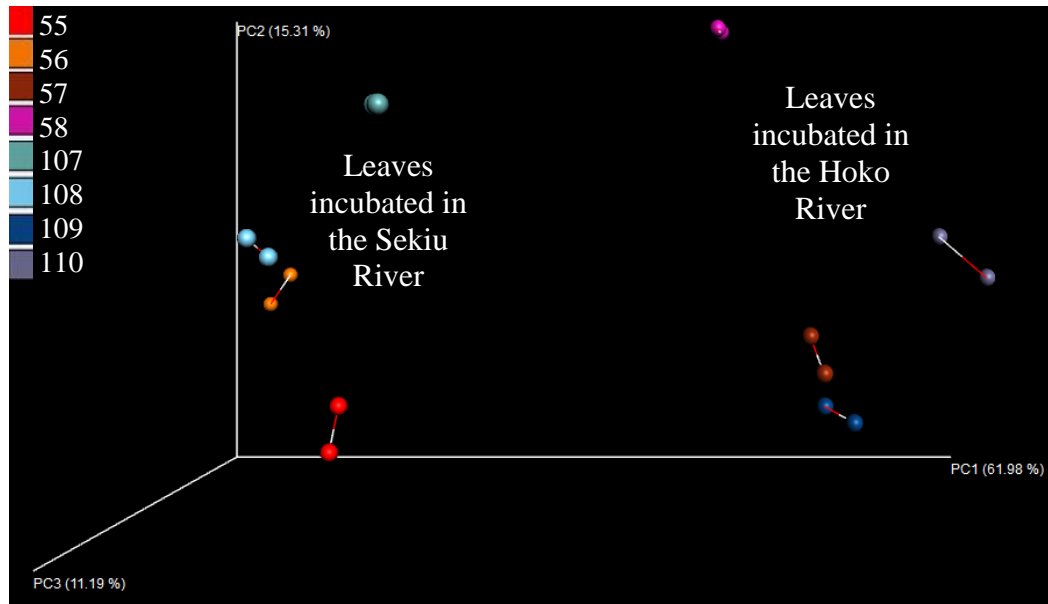 55
56
57
58
107
108
109
110
PC2 (15.31 %)
Leaves
incubated in
the Sekiu
River
Leaves
incubated in
the Hoko
River
PC1 (61.98 %)
PC3 (11.19 %)